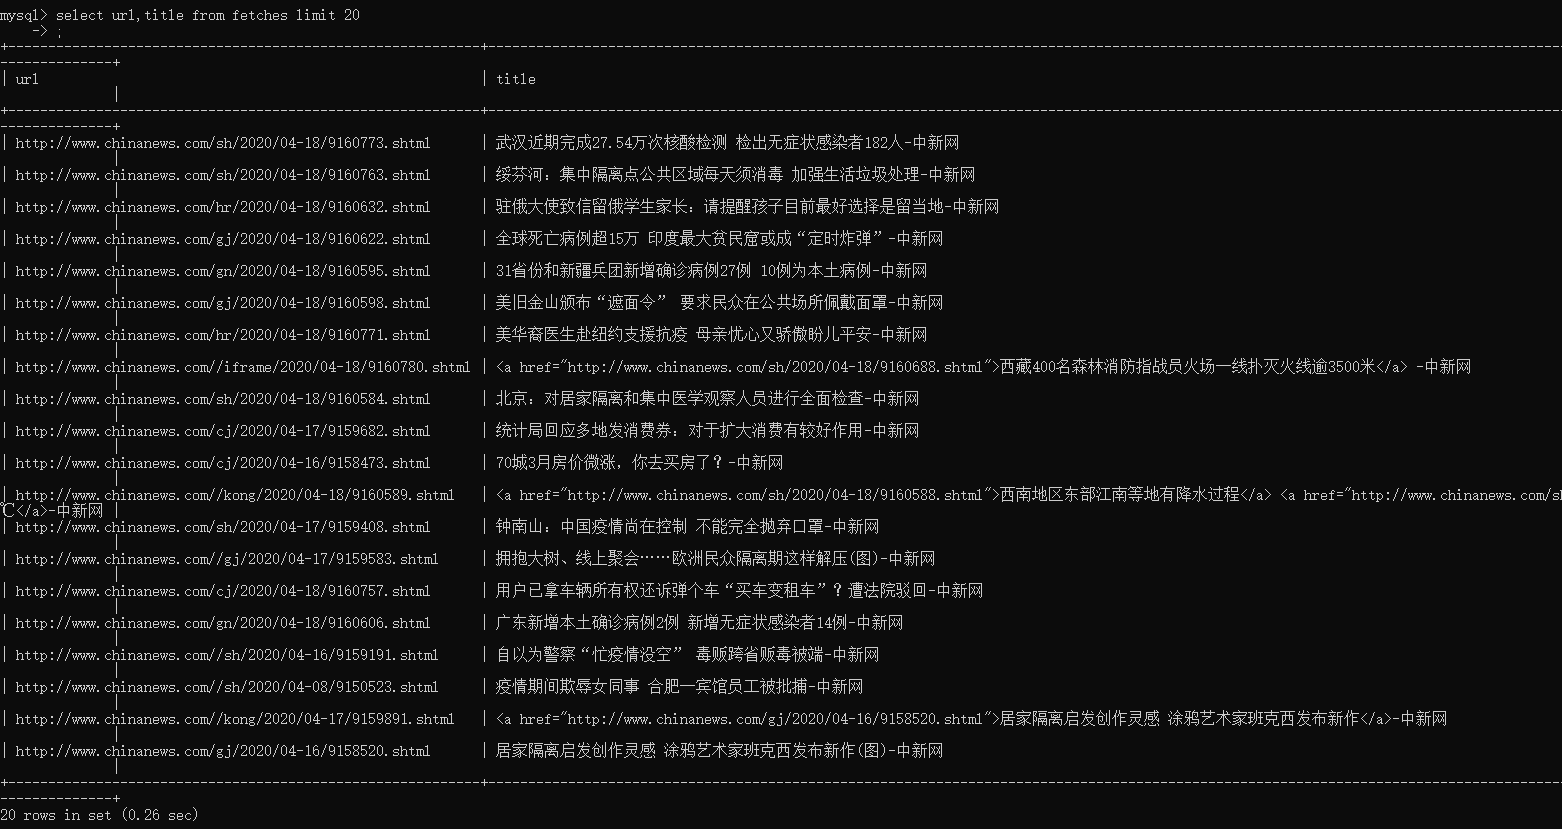 mysql> select url,title from fetches limit 20
    -> ;
+-----------------------------------------------------------+-------------------------------------------------------------------------------------------------------------------------------------
--------------+
| url                                                       | title
              |
+-----------------------------------------------------------+-------------------------------------------------------------------------------------------------------------------------------------
--------------+
| http://www.chinanews.com/sh/2020/04-18/9160773.shtml | 武汉近期完成27.54万次核酸检测 检出无症状感染者182人-中新网
|
| http://www.chinanews.com/sh/2020/04-18/9160763.shtml | 绥芬河：集中隔离点公共区域每天须消毒 加强生活垃圾处理-中新网
|
| http://www.chinanews.com/hr/2020/04-18/9160632.shtml | 驻俄大使致信留俄学生家长：请提醒孩子目前最好选择是留当地-中新网
|
| http://www.chinanews.com/gj/2020/04-18/9160622.shtml | 全球死亡病例超15万 印度最大贫民窟或成“定时炸弹”-中新网
|
| http://www.chinanews.com/gn/2020/04-18/9160595.shtml | 31省份和新疆兵团新增确诊病例27例 10例为本土病例-中新网
|
| http://www.chinanews.com/gj/2020/04-18/9160598.shtml | 美旧金山颁布“遮面令” 要求民众在公共场所佩戴面罩-中新网
|
| http://www.chinanews.com/hr/2020/04-18/9160771.shtml | 美华裔医生赴纽约支援抗疫 母亲忧心又骄傲盼儿平安-中新网
|
| http://www.chinanews.com//iframe/2020/04-18/9160780.shtml | <a href="http://www.chinanews.com/sh/2020/04-18/9160688.shtml">西藏400名森林消防指战员火场一线扑灭火线逾3500米</a> -中新网
|
| http://www.chinanews.com/sh/2020/04-18/9160584.shtml | 北京：对居家隔离和集中医学观察人员进行全面检查-中新网
|
| http://www.chinanews.com/cj/2020/04-17/9159682.shtml | 统计局回应多地发消费券：对于扩大消费有较好作用-中新网
|
| http://www.chinanews.com/cj/2020/04-16/9158473.shtml | 70城3月房价微涨，你去买房了？-中新网
|
| http://www.chinanews.com//kong/2020/04-18/9160589.shtml | <a href="http://www.chinanews.com/sh/2020/04-18/9160588.shtml">西南地区东部江南等地有降水过程</a> <a href="http://www.chinanews.com/sh
℃</a>-中新网 |
| http://www.chinanews.com/sh/2020/04-17/9159408.shtml | 钟南山：中国疫情尚在控制 不能完全抛弃口罩-中新网
|
| http://www.chinanews.com//gj/2020/04-17/9159583.shtml | 拥抱大树、线上聚会……欧洲民众隔离期这样解压(图)-中新网
|
| http://www.chinanews.com/cj/2020/04-18/9160757.shtml | 用户已拿车辆所有权还诉弹个车“买车变租车”？遭法院驳回-中新网
|
| http://www.chinanews.com/gn/2020/04-18/9160606.shtml | 广东新增本土确诊病例2例 新增无症状感染者14例-中新网
|
| http://www.chinanews.com//sh/2020/04-16/9159191.shtml | 自以为警察“忙疫情没空” 毒贩跨省贩毒被端-中新网
|
| http://www.chinanews.com//sh/2020/04-08/9150523.shtml | 疫情期间欺辱女同事 合肥一宾馆员工被批捕-中新网
|
| http://www.chinanews.com//kong/2020/04-17/9159891.shtml | <a href="http://www.chinanews.com/gj/2020/04-16/9158520.shtml">居家隔离启发创作灵感 涂鸦艺术家班克西发布新作</a>-中新网
|
| http://www.chinanews.com/gj/2020/04-16/9158520.shtml | 居家隔离启发创作灵感 涂鸦艺术家班克西发布新作(图)-中新网
|
+-----------------------------------------------------------+-------------------------------------------------------------------------------------------------------------------------------------
--------------+
20 rows in set (0.26 sec)